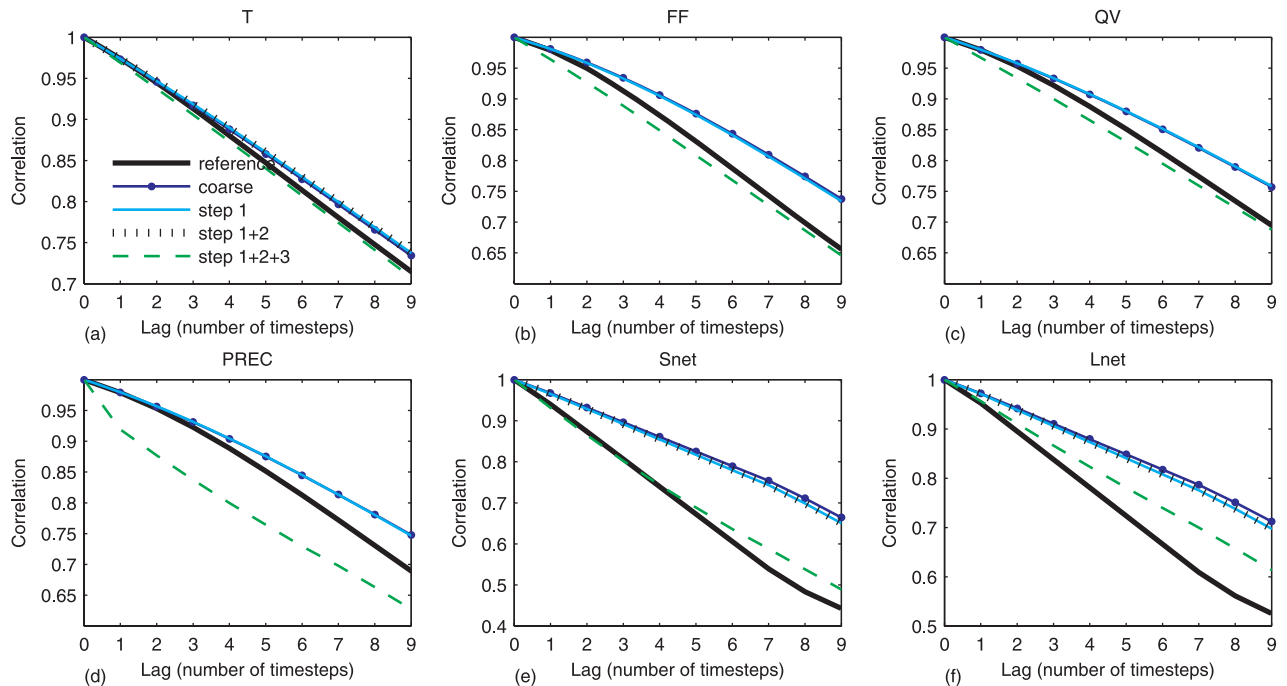 T
1
0.95
0.9
0.85
0.8
0.75
0.7
Correlation
reference
coarse
step 1
step 1+2
step 1+2+3
0 1 2 3 4 5 6 7 8 9
(a) Lag (number of timesteps)
FF
0.95
0.9
0.85
0.8
0.75
0.7
0.65
Correlation
0 1 2 3 4 5 6 7 8 9
(b) Lag (number of timesteps)
QV
0.95
0.9
0.85
0.8
0.75
0.7
0.65
Correlation
0 1 2 3 4 5 6 7 8 9
(c) Lag (number of timesteps)
PREC
0.95
0.9
0.85
0.8
0.75
0.7
0.65
Correlation
0 1 2 3 4 5 6 7 8 9
(d) Lag (number of timesteps)
Snet
1
0.9
0.8
0.7
0.6
0.5
0.4
Correlation
0 1 2 3 4 5 6 7 8 9
(e) Lag (number of timesteps)
Lnet
1
0.9
0.8
0.7
0.6
0.5
Correlation
0 1 2 3 4 5 6 7 8 9
(f) Lag (number of timesteps)